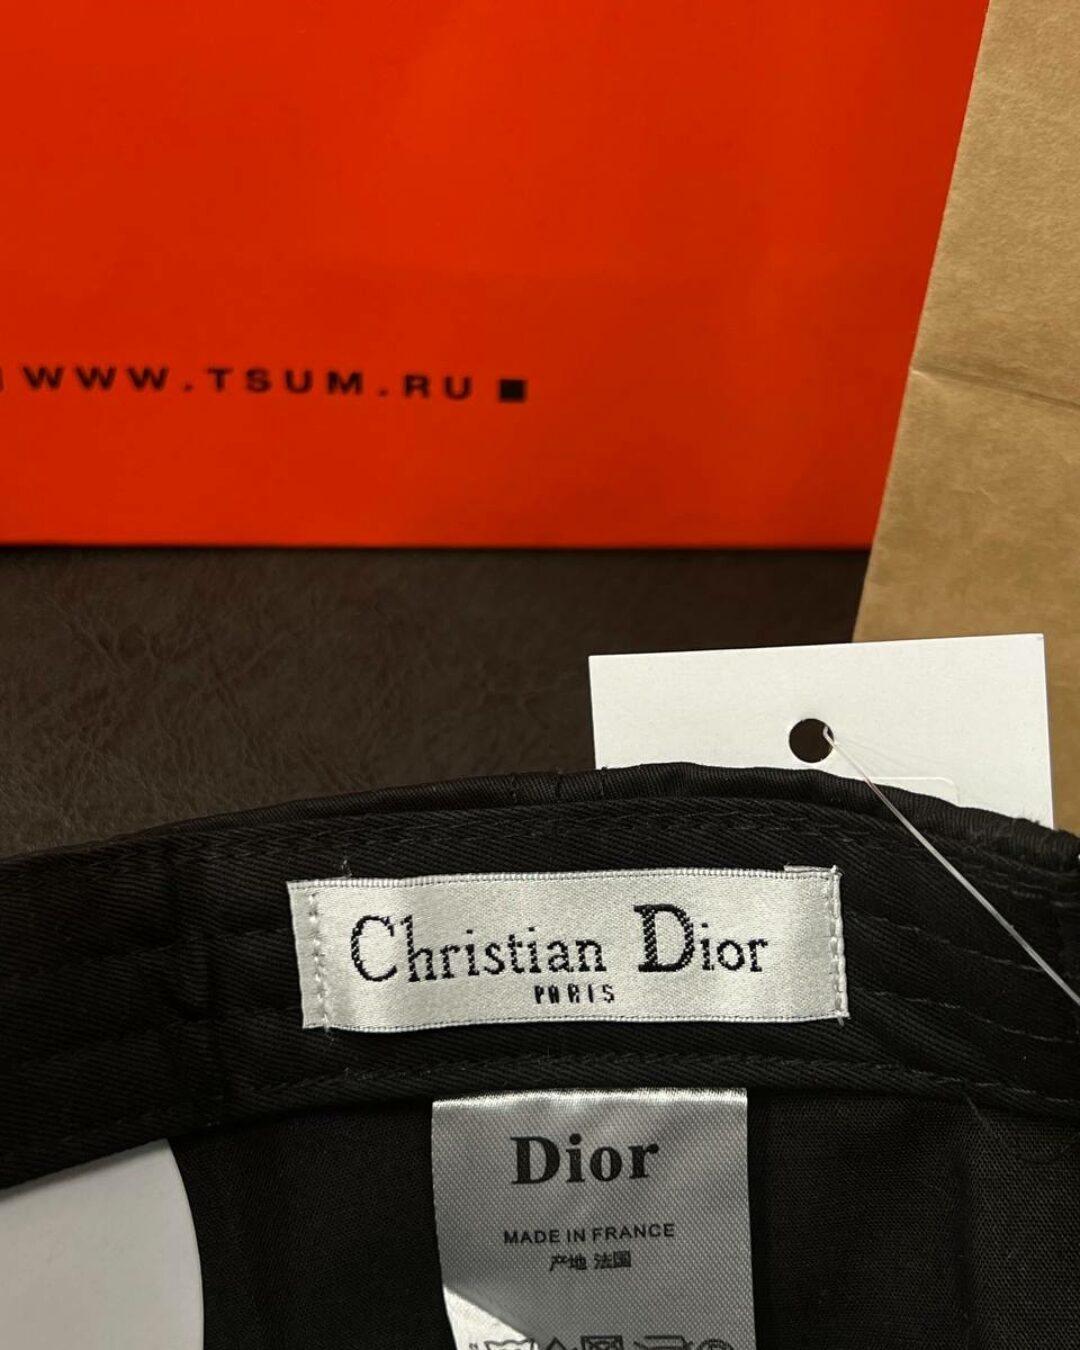 WWW.TSUM.RU
Christian Dior
PARIS
Dior
MADE IN FRANCE
产地 法国